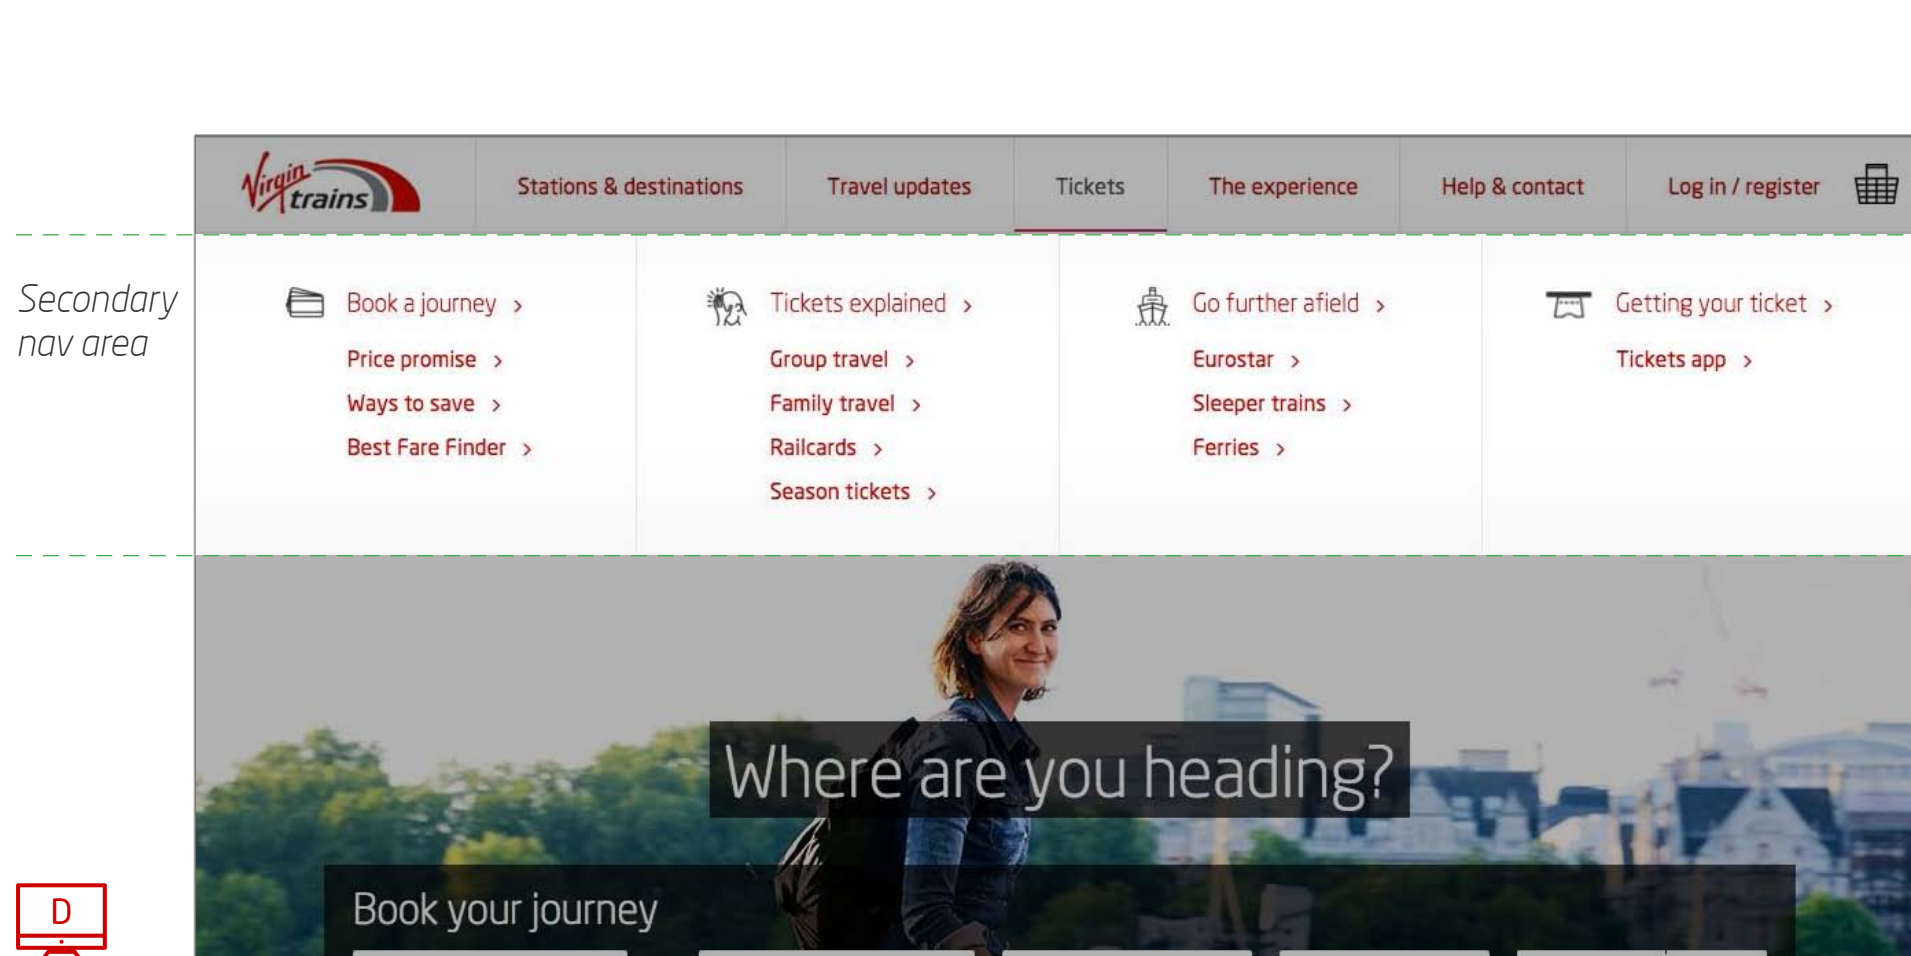 Virgin
trains
Stations & destinations
Travel updates
Tickets
The experience
Help & contact
Log in / register
Secondary
nav area
Book a journey >
Price promise >
Ways to save >
Best Fare Finder >
Tickets explained >
Group travel >
Family travel >
Railcards >
Season tickets >
Go further afield >
Eurostar >
Sleeper trains >
Ferries >
Getting your ticket >
Tickets app >
Where are you heading?
Book your journey
D